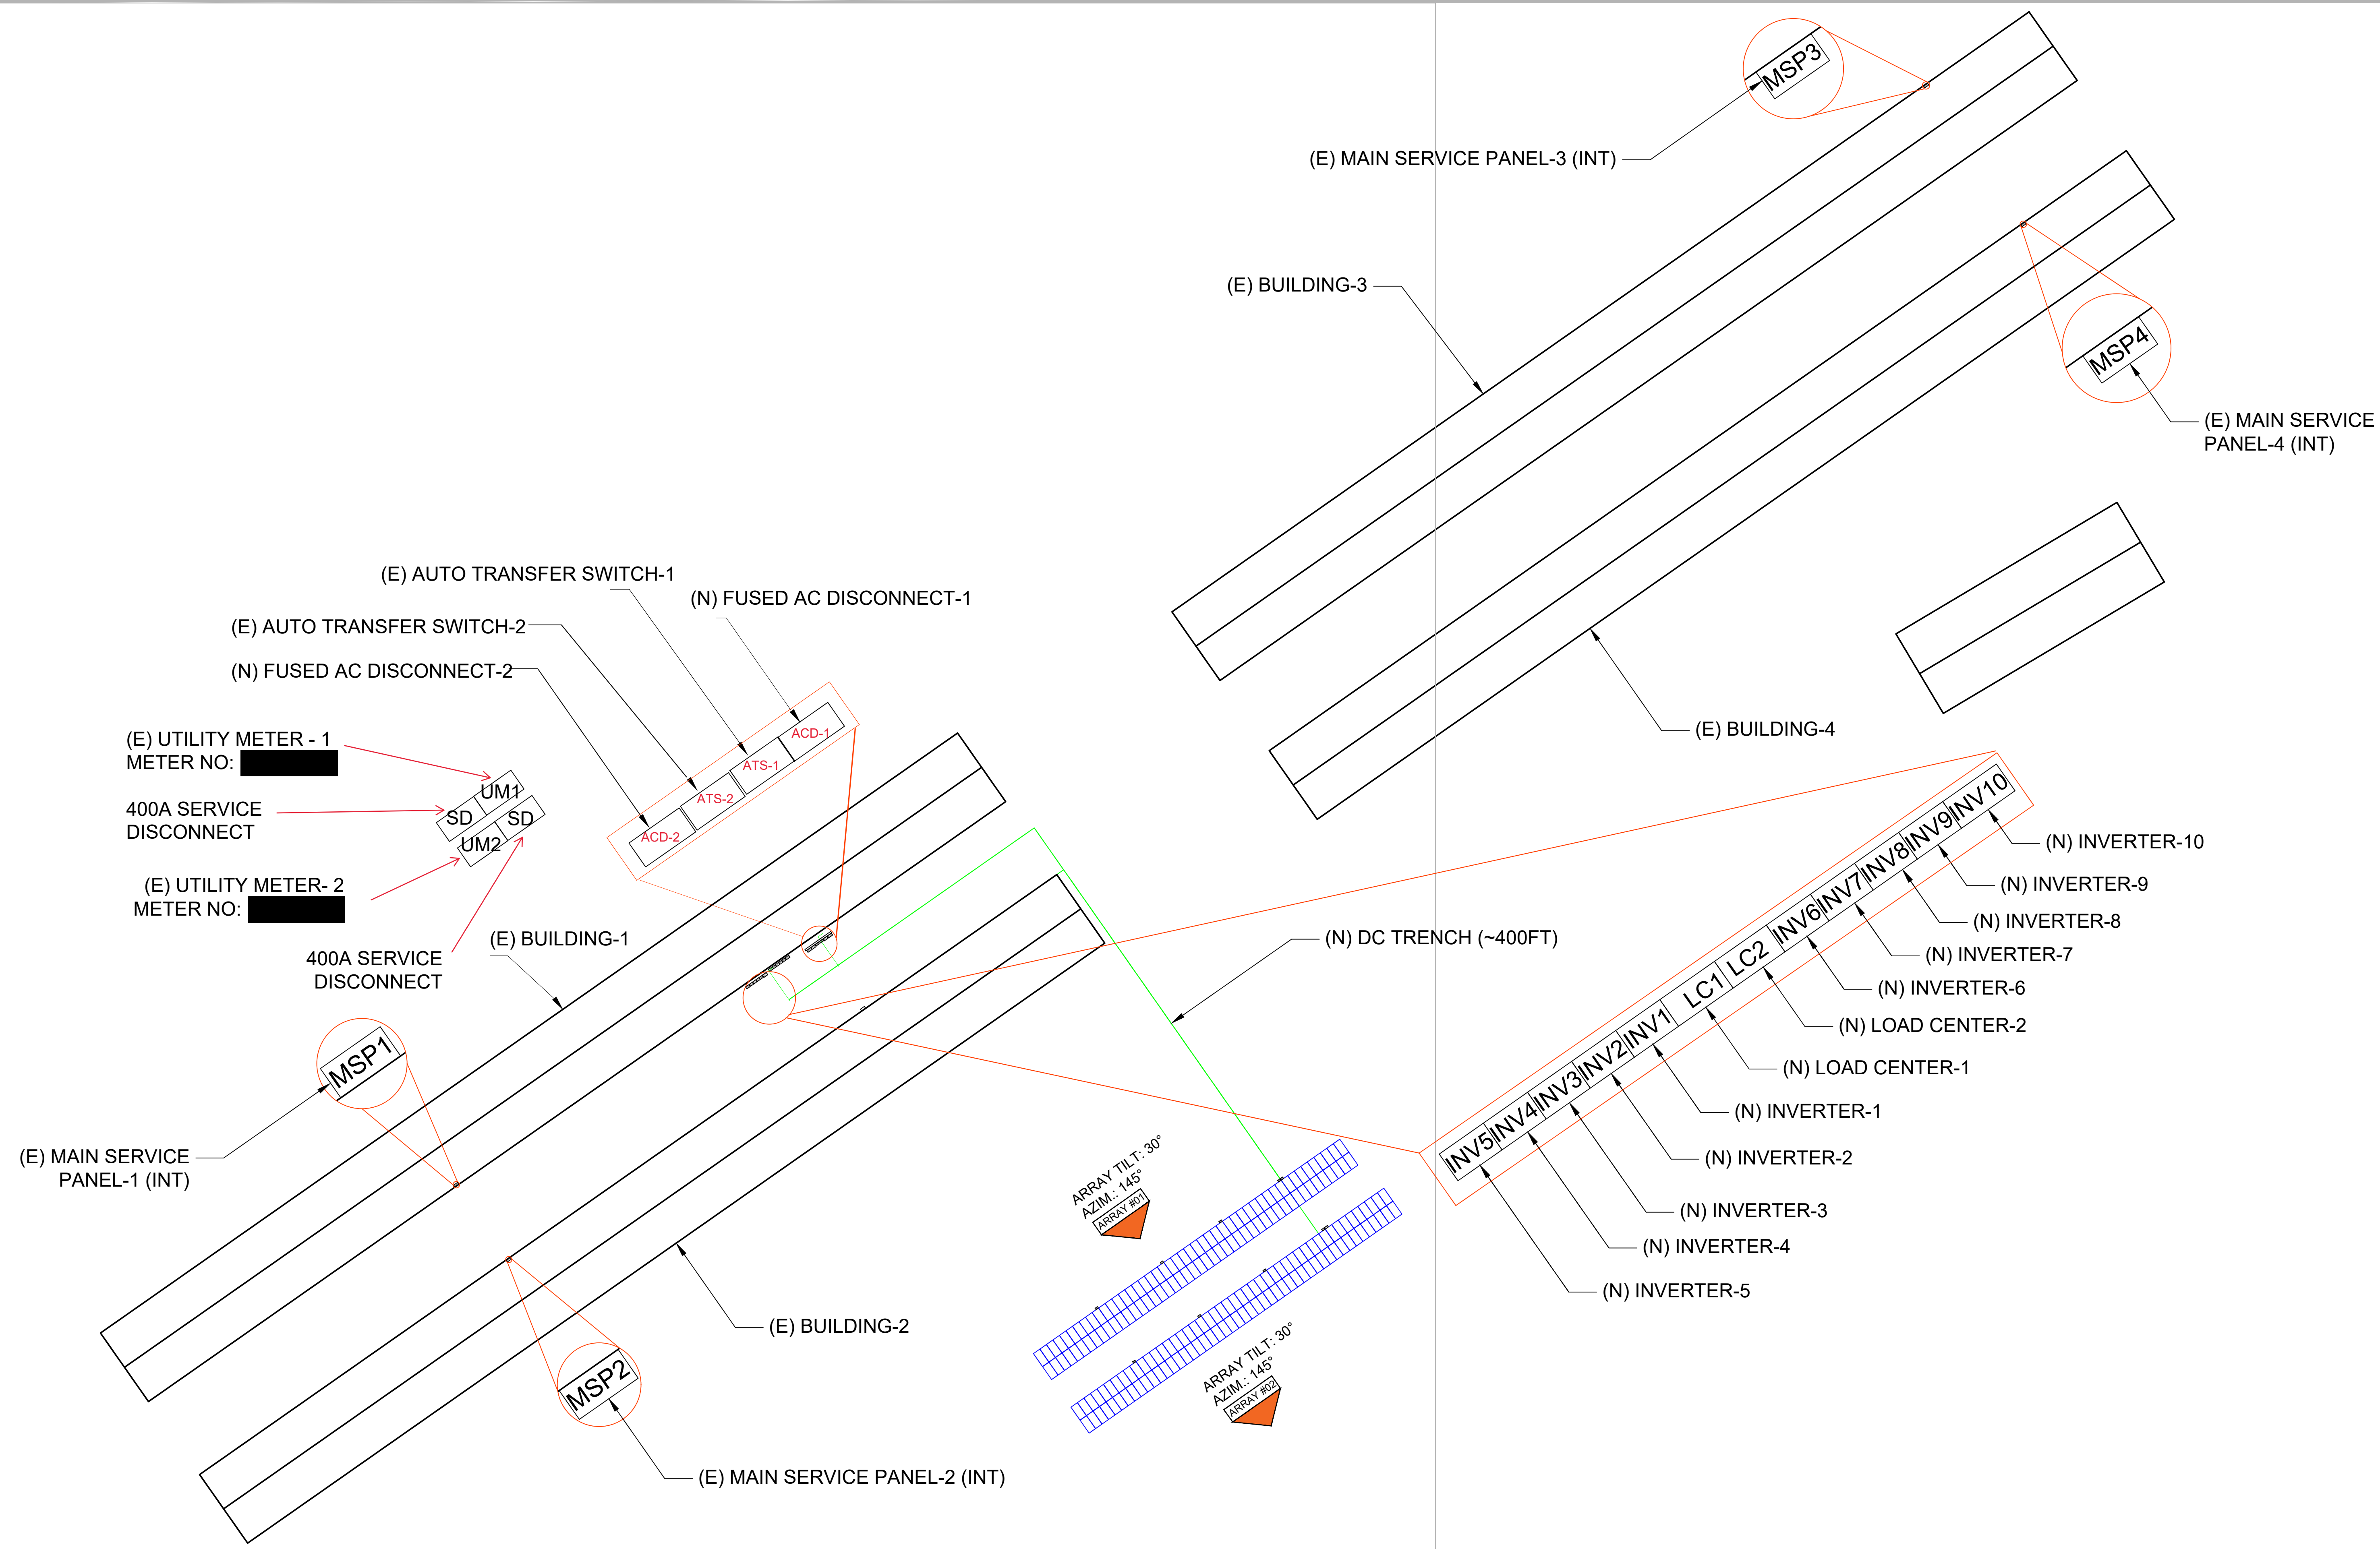 MSP3
(E) MAIN SERVICE PANEL-3 (INT)
(E) BUILDING-3
MSP4
(E) MAIN SERVICE
PANEL-4 (INT)
(E) BUILDING-4
(E) AUTO TRANSFER SWITCH-1
(N) FUSED AC DISCONNECT-1
(E) AUTO TRANSFER SWITCH-2
(N) FUSED AC DISCONNECT-2
ACD-1
ATS-1
ATS-2
ACD-2
(E) UTILITY METER - 1
METER NO:
UM1
SD
400A SERVICE
DISCONNECT
SD
UM2
(E) UTILITY METER- 2
METER NO:
400A SERVICE
DISCONNECT
(E) BUILDING-1
MSP1
(E) MAIN SERVICE
PANEL-1 (INT)
(E) BUILDING-2
MSP2
(E) MAIN SERVICE PANEL-2 (INT)
(N) DC TRENCH (~400FT)
ARRAY TILT: 30°
AZIM.: 145°
ARRAY #01
ARRAY TILT: 30°
AZIM.: 145°
ARRAY #02
INV10
INV9
INV8
INV7
INV6
LC2
LC1
INV1
INV2
INV3
INV4
INV5
(N) INVERTER-10
(N) INVERTER-9
(N) INVERTER-8
(N) INVERTER-7
(N) INVERTER-6
(N) LOAD CENTER-2
(N) LOAD CENTER-1
(N) INVERTER-1
(N) INVERTER-2
(N) INVERTER-3
(N) INVERTER-4
(N) INVERTER-5